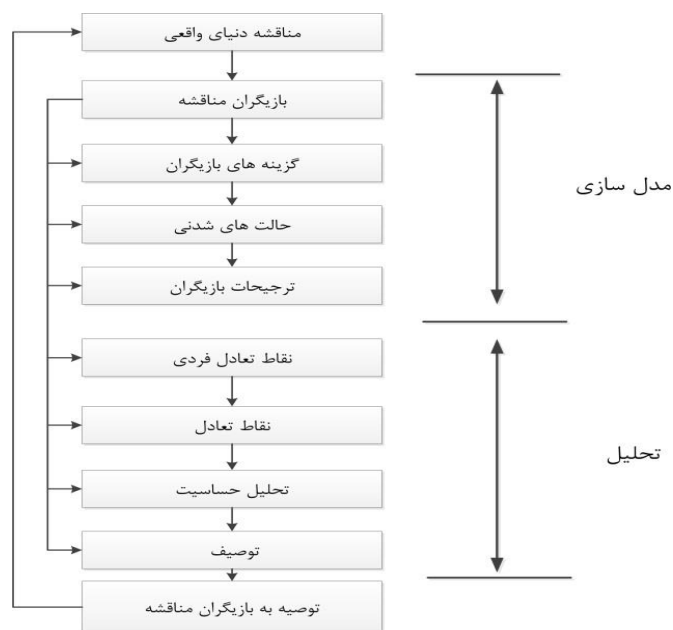 مناقشه دنیای واقعی
بازیگران مناقشه
گزینه های بازیگران
حالت های شدنی
ترجیحات بازیگران
مدل سازی
نقاط تعادل فردی
نقاط تعادل
تحلیل حساسیت
توصیف
تحلیل
توصیه به بازیگران مناقشه